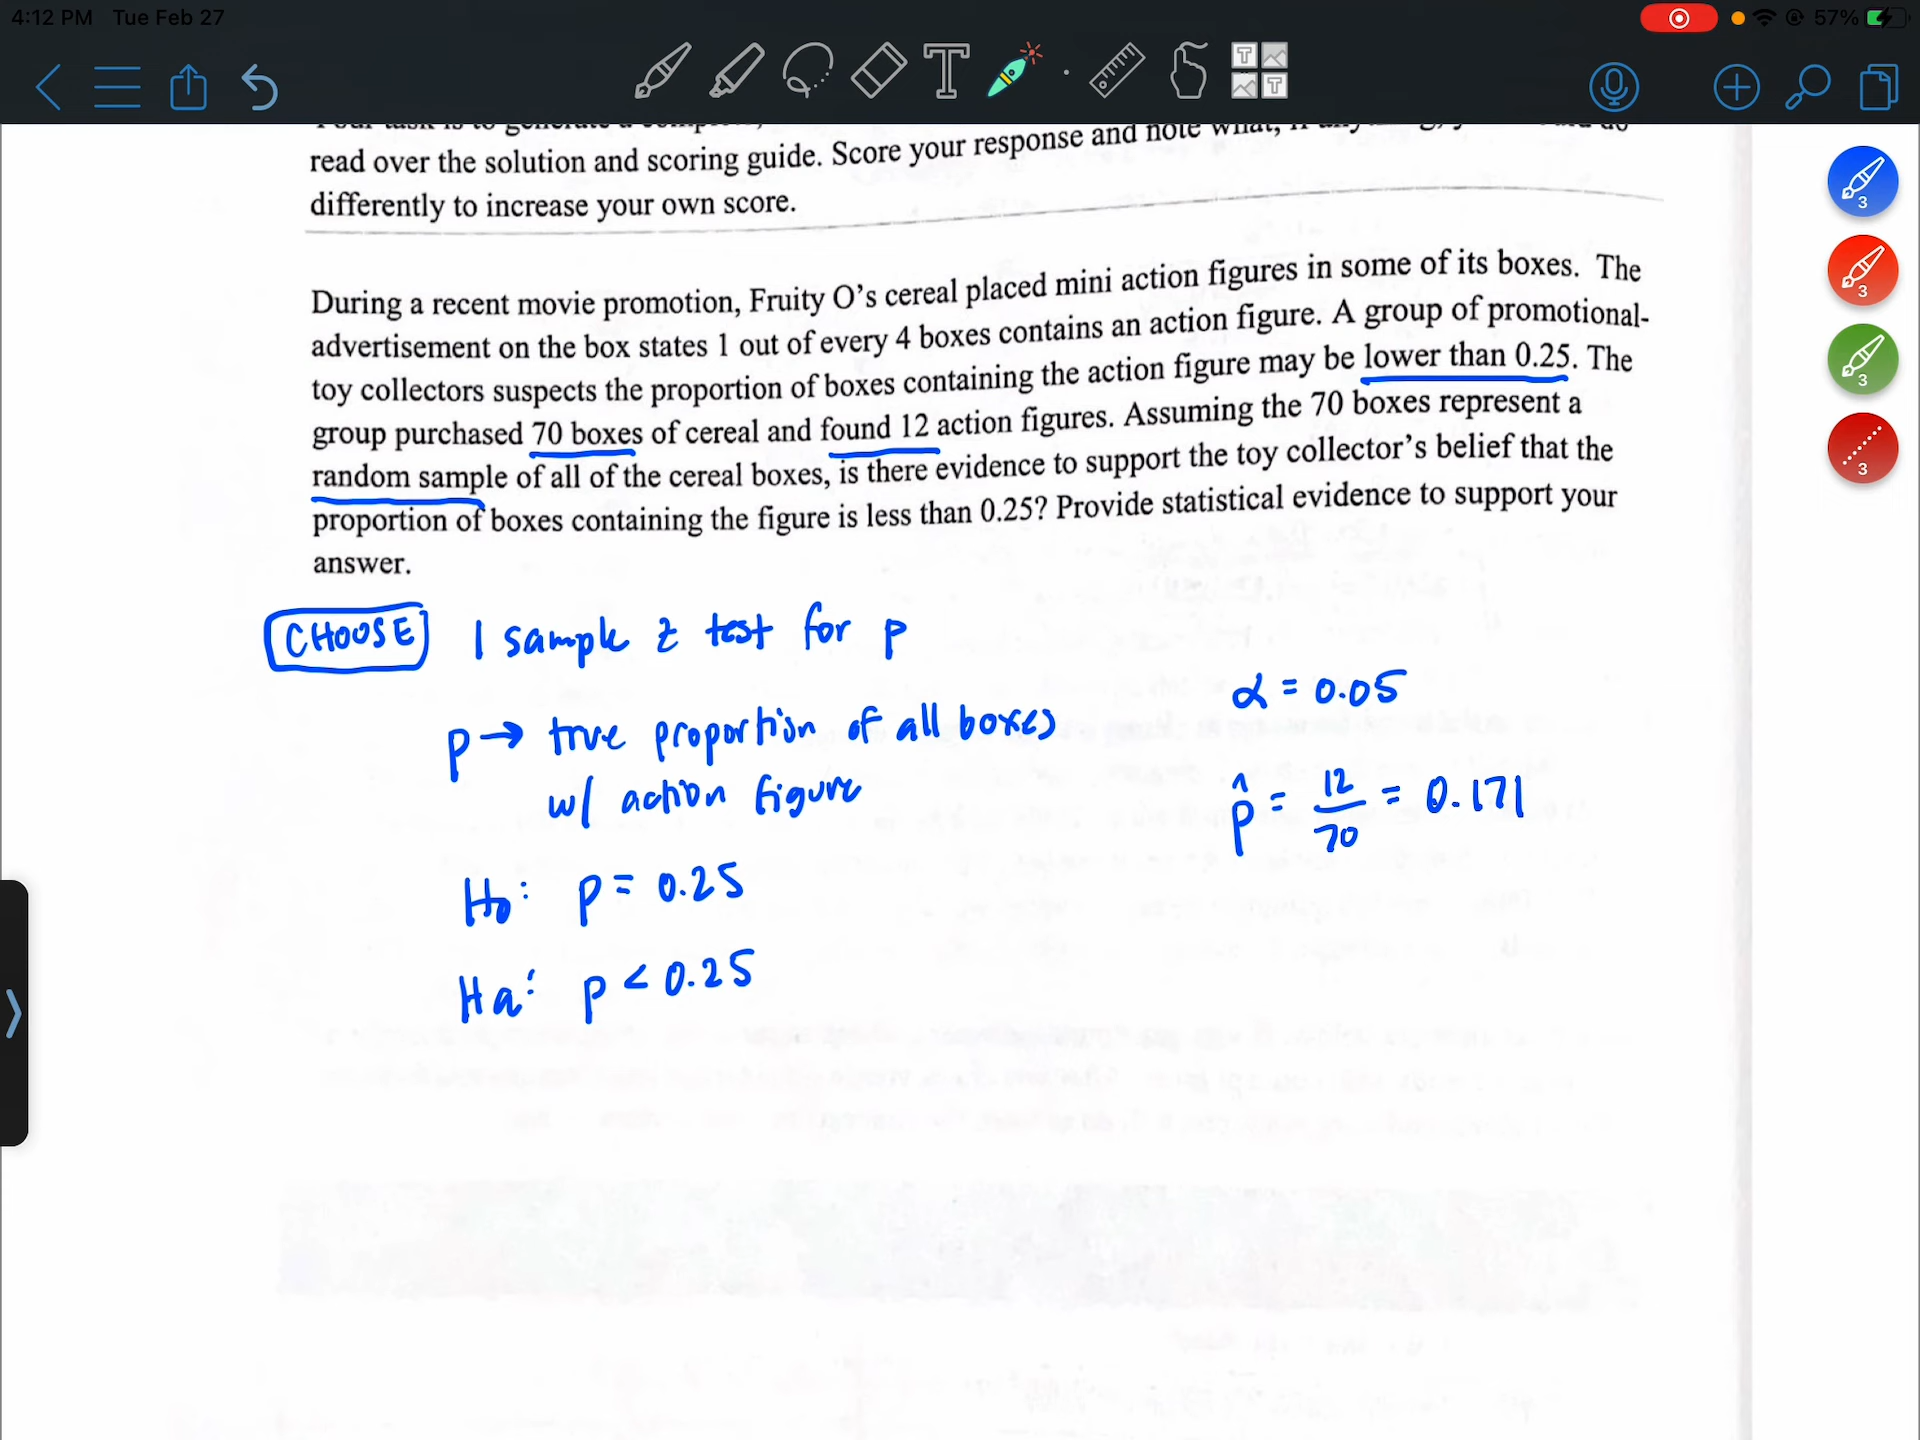 4:12 PM Tue Feb 27
57%
read over the solution and scoring guide. Score your response and note what, if
differently to increase your own score.
During a recent movie promotion, Fruity O's cereal placed mini action figures in some of its boxes. The
advertisement on the box states 1 out of every 4 boxes contains an action figure. A group of promotional-
toy collectors suspects the proportion of boxes containing the action figure may be lower than 0.25. The
group purchased 70 boxes of cereal and found 12 action figures. Assuming the 70 boxes represent a
random sample of all of the cereal boxes, is there evidence to support the toy collector's belief that the
proportion of boxes containing the figure is less than 0.25? Provide statistical evidence to support your
answer.
CHOOSE 1 sample z test for p
α = 0.05
p → true proportion of all boxes
w/ action figure
p̂ = 12/70 = 0.171
Ho: p = 0.25
Ha: p < 0.25
3
3
3
3